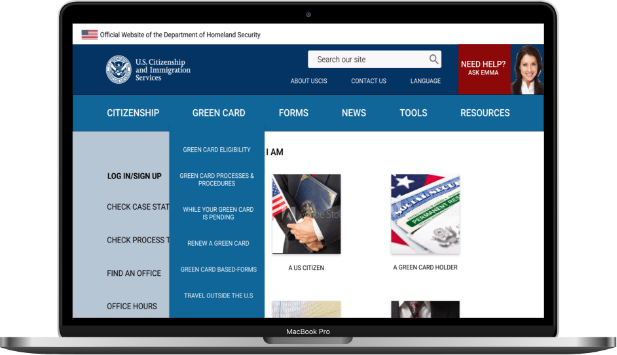 Official Website of the Department of Homeland Security
U.S. Citizenship
and Immigration
Services
Search our site
NEED HELP?
ASK EMMA
ABOUT USCIS
CONTACT US
LANGUAGE
CITIZENSHIP
GREEN CARD
FORMS
NEWS
TOOLS
RESOURCES
LOG IN/SIGN UP
CHECK CASE STAT
CHECK PROCESS T
FIND AN OFFICE
OFFICE HOURS
GREEN CARD ELIGIBILITY
GREEN CARD PROCESSES &
PROCEDURES
WHILE YOUR GREEN CARD
IS PENDING
RENEW A GREEN CARD
GREEN CARD BASED-FORMS
TRAVEL OUTSIDE THE U.S
I AM
A US CITIZEN
SOCIAL SECU
PERMANENT RES
A GREEN CARD HOLDER
MacBook Pro